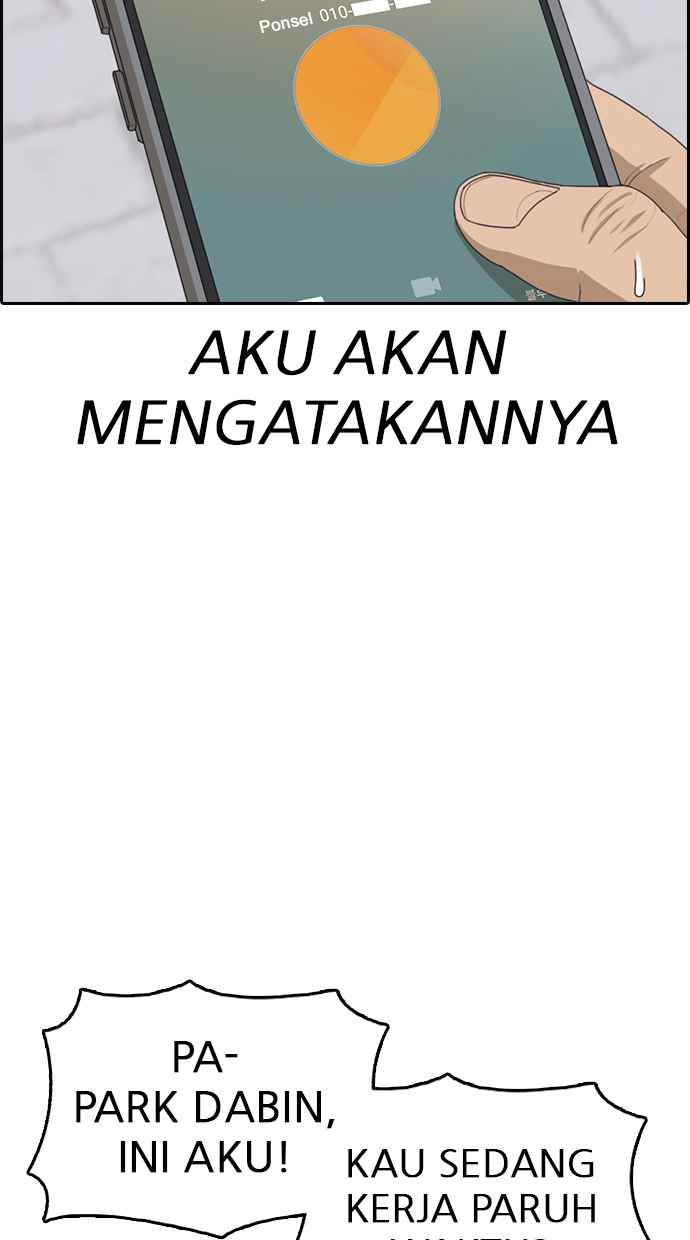 Ponsel 010-
AKU AKAN
MENGATAKANNYA
PA-
PARK DABIN,
INI AKU!
KAU SEDANG
KERJA PARUH